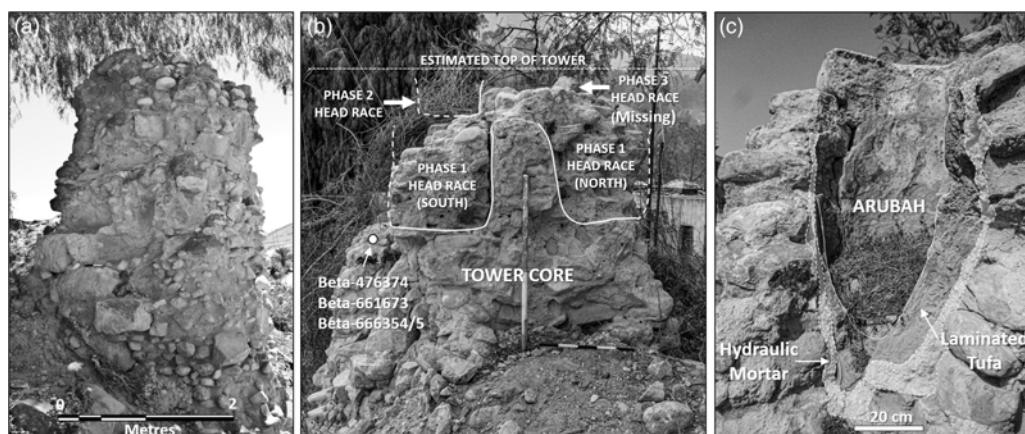 (a)
0 2
Metres
(b)
ESTIMATED TOP OF TOWER
PHASE 2
HEAD RACE
PHASE 3
HEAD RACE
(Missing)
PHASE 1
HEAD RACE
(SOUTH)
PHASE 1
HEAD RACE
(NORTH)
TOWER CORE
Beta-476374
Beta-661673
Beta-666354/5
(c)
ARUBAH
Hydraulic
Mortar
Laminated
Tufa
20 cm